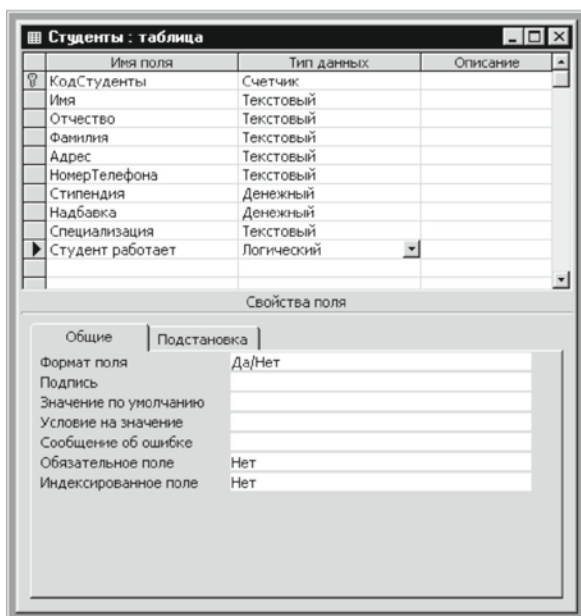 Студенты : таблица
Имя поля Тип данных Описание
КодСтуденты Счетчик
Имя Текстовый
Отчество Текстовый
Фамилия Текстовый
Адрес Текстовый
НомерТелефона Текстовый
Стипендия Денежный
Надбавка Денежный
Специализация Текстовый
Студент работает Логический
Свойства поля
Общие Подстановка
Формат поля Да/Нет
Подпись
Значение по умолчанию
Условие на значение
Сообщение об ошибке
Обязательное поле Нет
Индексированное поле Нет